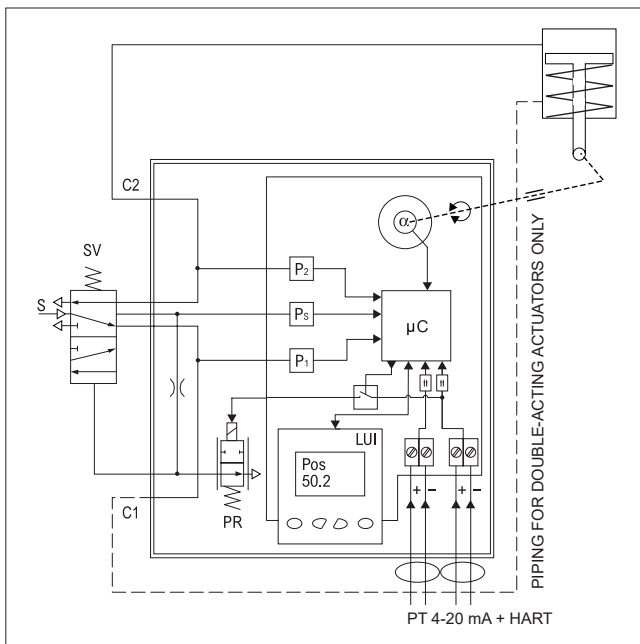 C2
SV
S
α
P2
PS
P1
µC
LUI
Pos
50.2
PR
C1
+ − + −
PT 4-20 mA + HART
PIPING FOR DOUBLE-ACTING ACTUATORS ONLY